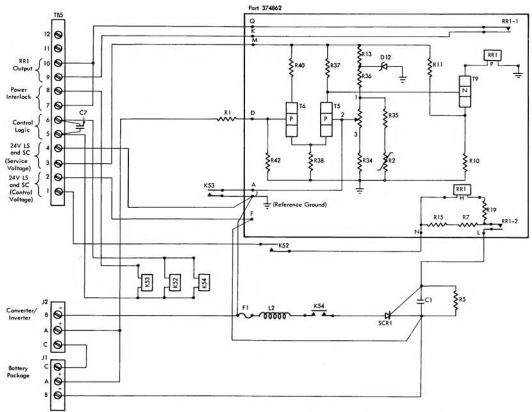 Part 374862
TB5
12
11
10
9
8
7
6
5
4
3
2
1
RR1
Output
Power
Interlock
Control
Logic
24V LS
and SC
(Service
Voltage)
24V LS
and SC
(Control
Voltage)
C7
Q
K
M
D
A
J
F
N
L
RR1-1
R13
D12
R40
R37
R36
R11
RR1
P
T9
N
T6
P
T5
P
R1
2
1
3
R35
R42
R38
R34
R2
R10
K53
(Reference Ground)
RR1
H
R19
R15
R7
RR1-2
K52
K53
K52
K54
J2
Converter/
Inverter
B
A
C
J1
Battery
Package
C
A
B
F1
L2
K54
SCR1
C1
R5